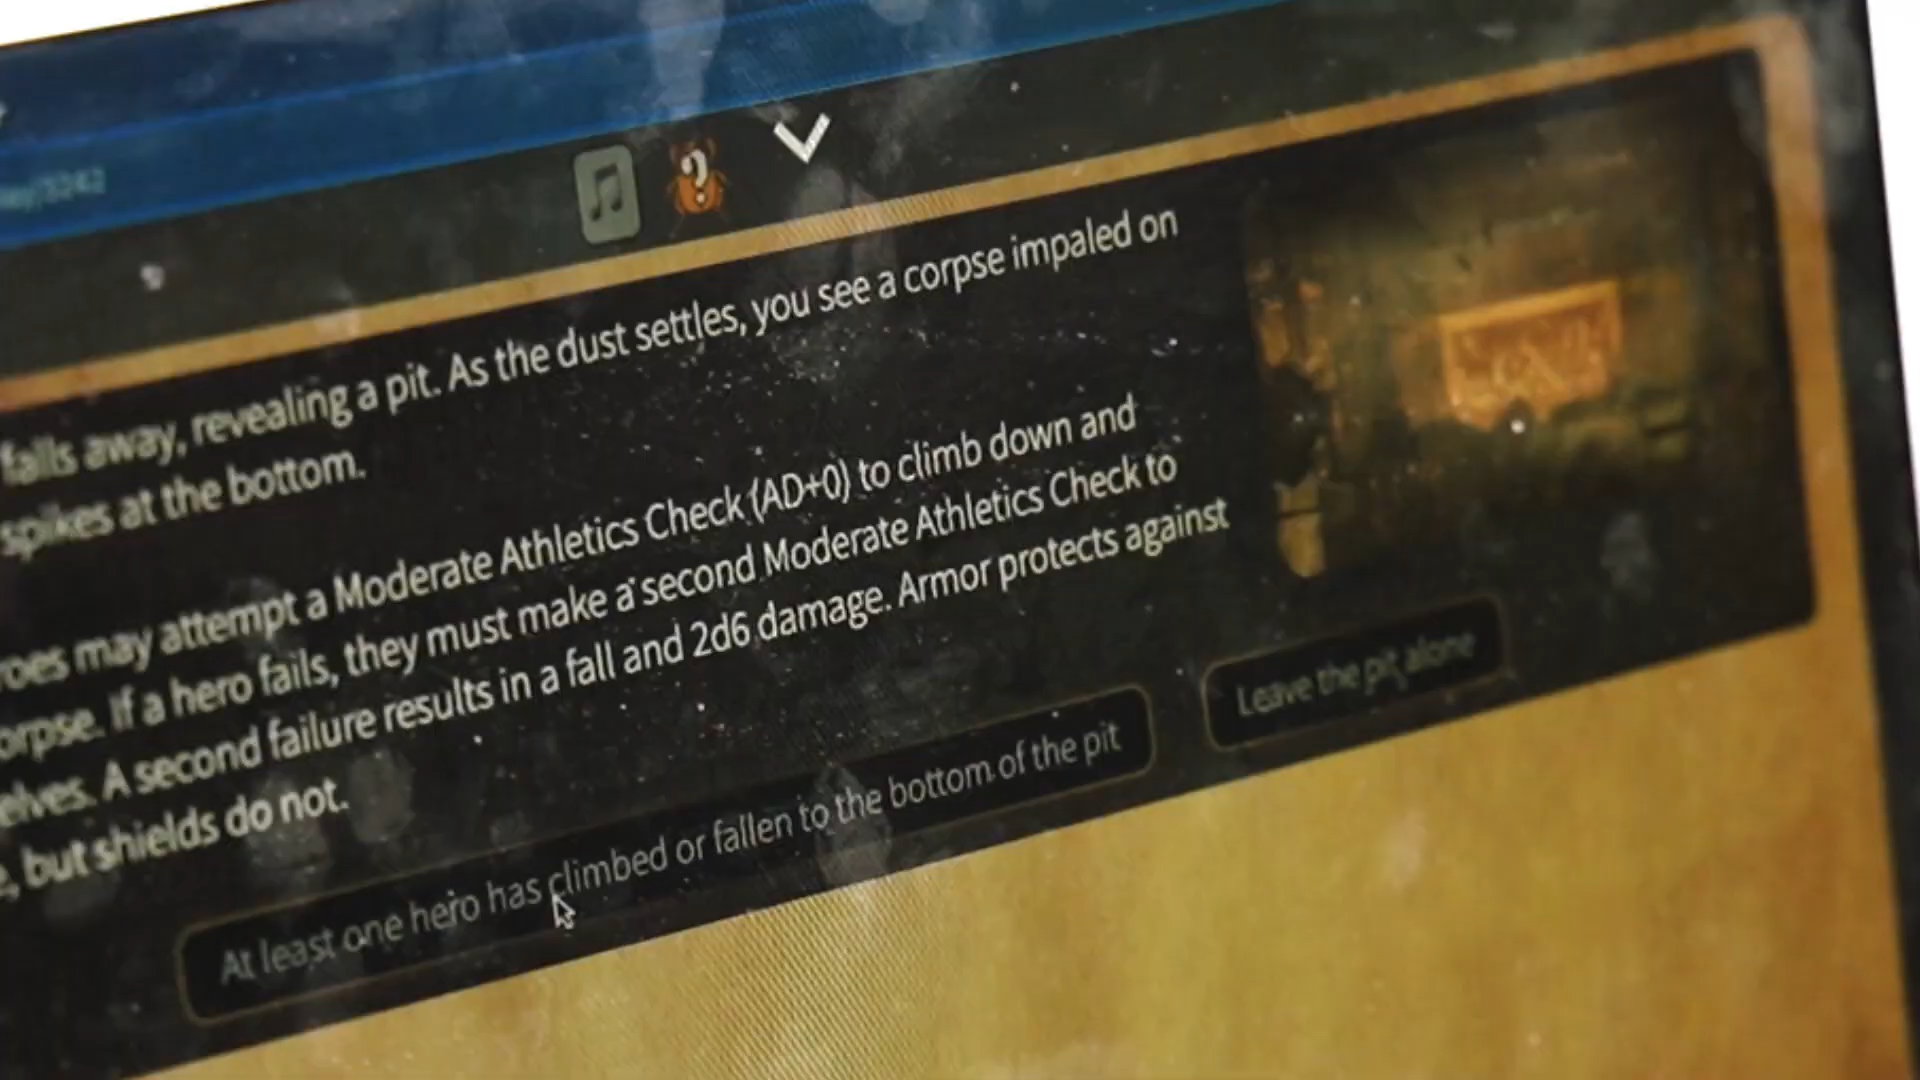 falls away, revealing a pit. As the dust settles, you see a corpse impaled on
spikes at the bottom.
may attempt a Moderate Athletics Check (AD+0) to climb down and
If a hero fails, they must make a second Moderate Athletics Check to
A second failure results in a fall and 2d6 damage. Armor protects against
but shields do not.
At least one hero has climbed or fallen to the bottom of the pit
Leave the pit alone